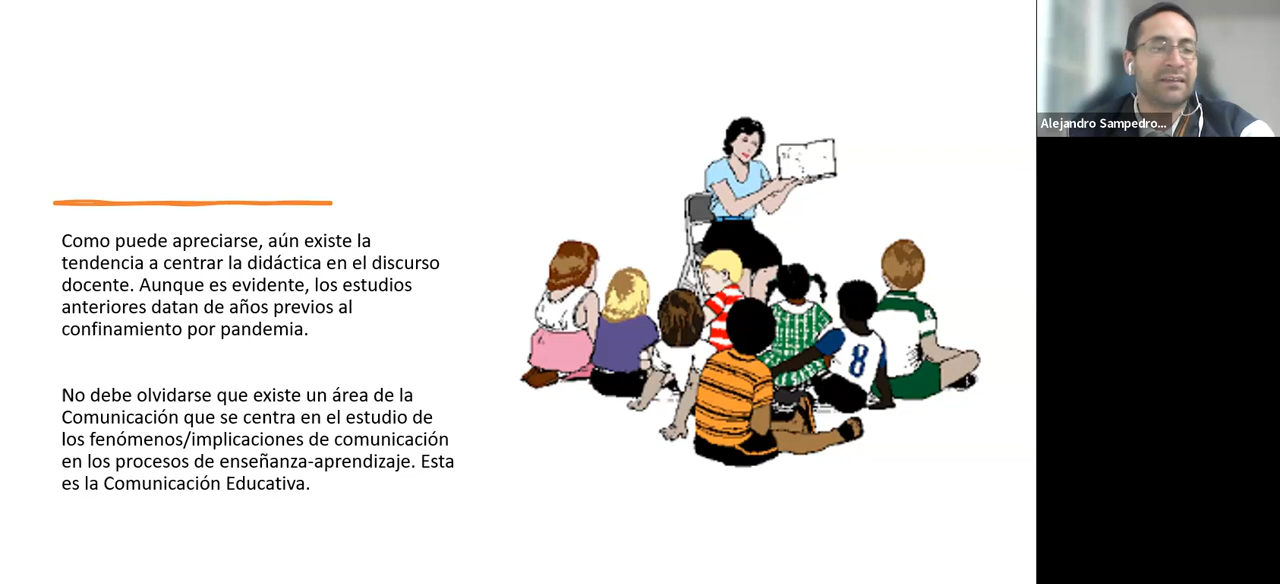 Como puede apreciarse, aún existe la
tendencia a centrar la didáctica en el discurso
docente. Aunque es evidente, los estudios
anteriores datan de años previos al
confinamiento por pandemia.
No debe olvidarse que existe un área de la
Comunicación que se centra en el estudio de
los fenómenos/implicaciones de comunicación
en los procesos de enseñanza-aprendizaje. Esta
es la Comunicación Educativa.
8
Alejandro Sampedro...